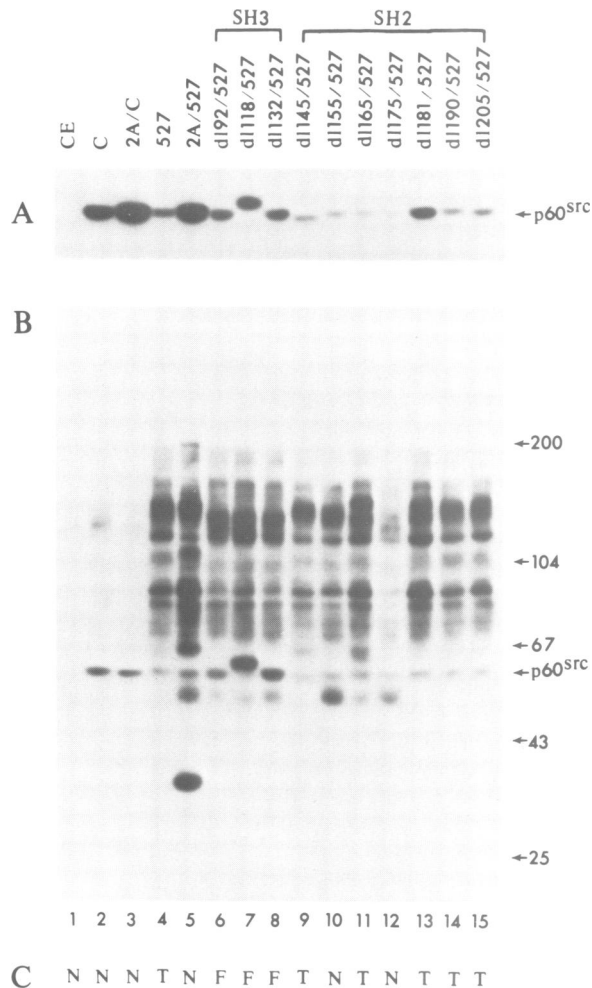 SH3 SH2
CE C 2A/C 527 2A/527 dl92/527 dl118/527 dl132/527 dl145/527 dl155/527 dl165/527 dl175/527 dl181/527 dl190/527 dl205/527
A ←p60src
B
←200
←104
←67
←p60src
←43
←25
1 2 3 4 5 6 7 8 9 10 11 12 13 14 15
C N N N T N F F F T N T N T T T